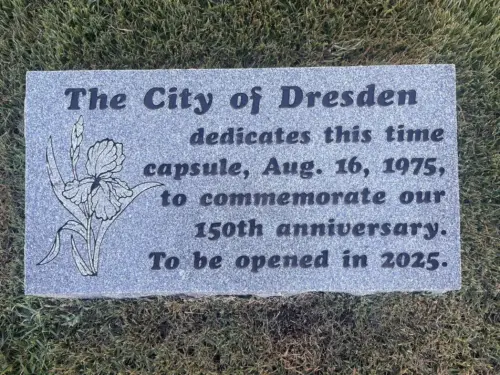 The City of Dresden
dedicates this time
capsule, Aug. 16, 1975,
to commemorate our
150th anniversary.
To be opened in 2025.